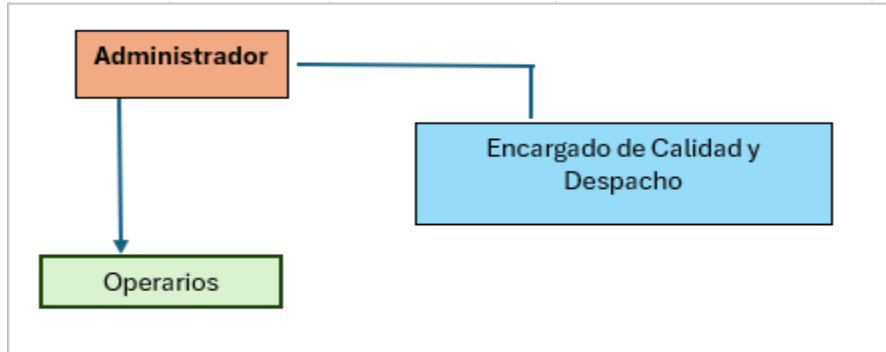 Administrador
Encargado de Calidad y
Despacho
Operarios